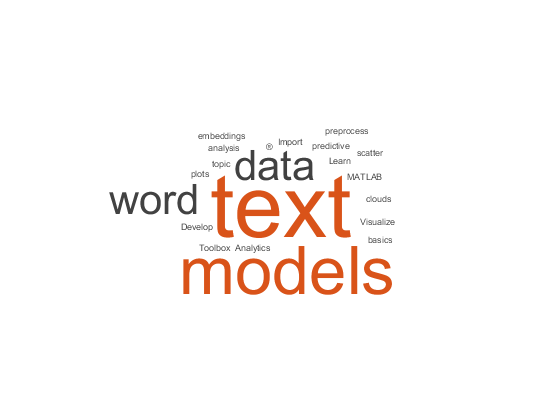 preprocess
embeddings
® Import
analysis
predictive
scatter
data
Learn
topic
plots
MATLAB
word
text
clouds
Visualize
Develop
basics
Toolbox Analytics
models